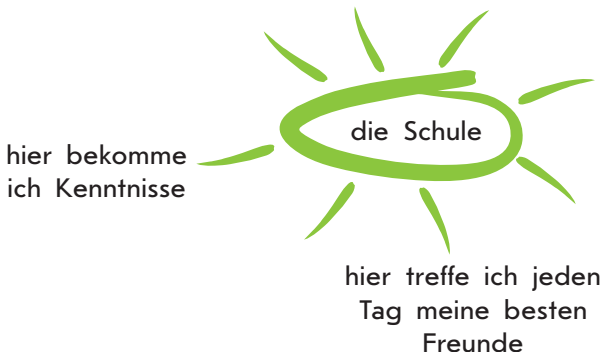 die Schule
hier bekomme
ich Kenntnisse
hier treffe ich jeden
Tag meine besten
Freunde